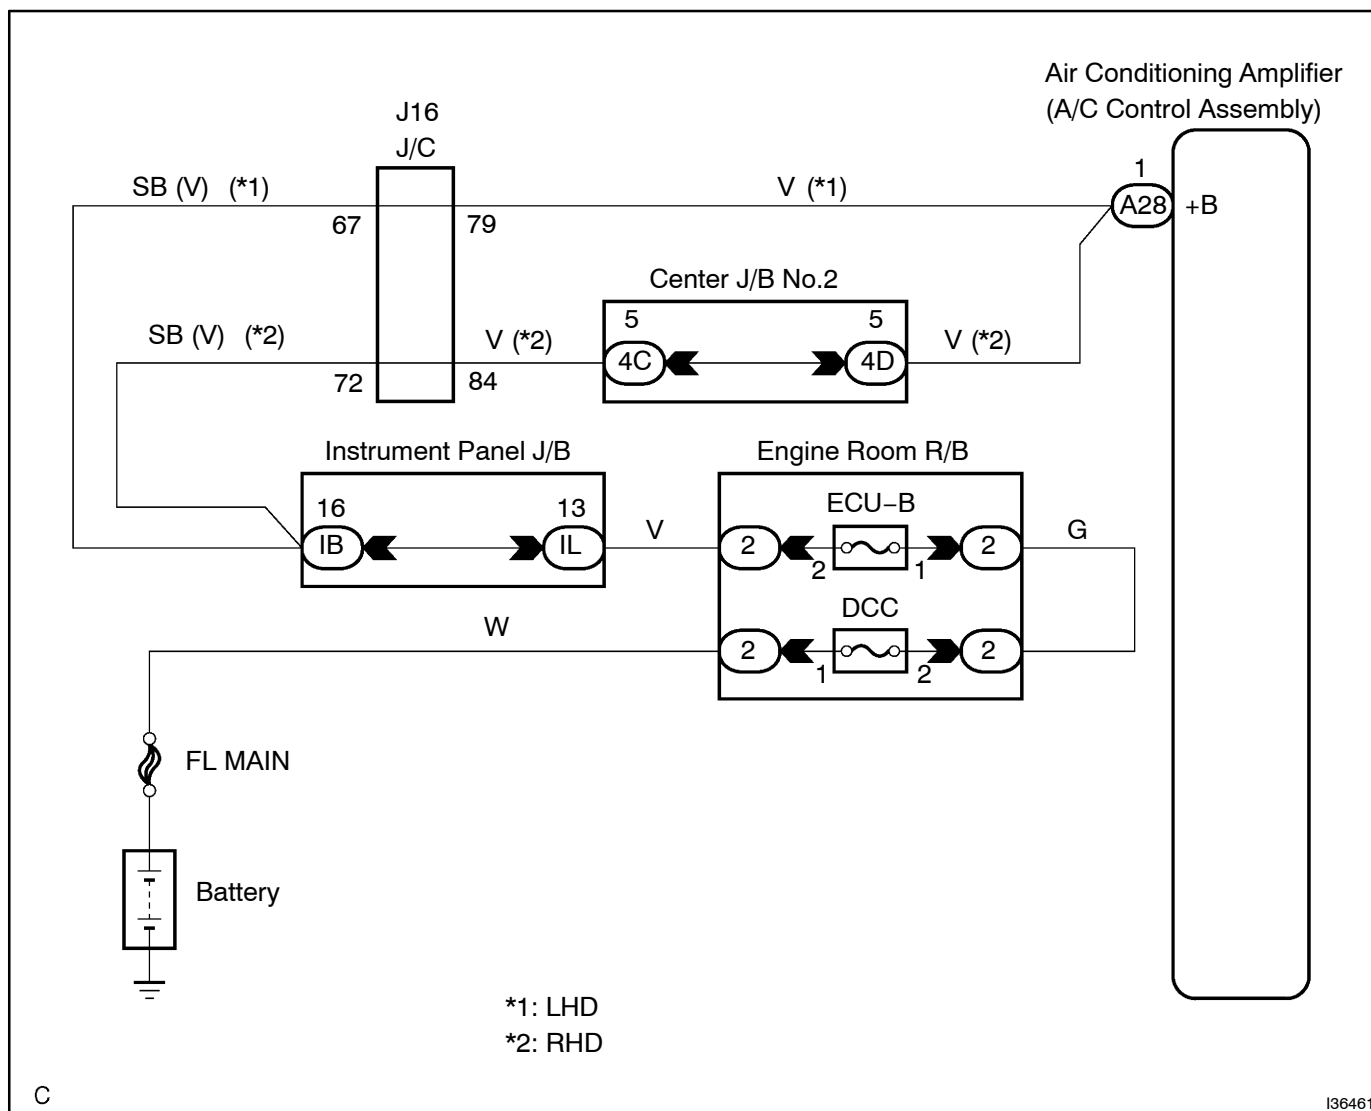 Air Conditioning Amplifier
(A/C Control Assembly)
J16
J/C
1
SB (V) (*1)
V (*1)
A28
+B
67
79
Center J/B No.2
5
5
SB (V) (*2)
V (*2)
4C
4D
V (*2)
72
84
Instrument Panel J/B
Engine Room R/B
16
13
ECU−B
IB
IL
V
2
2
G
2
1
DCC
W
2
2
1
2
FL MAIN
Battery
*1: LHD
*2: RHD
C
I36461